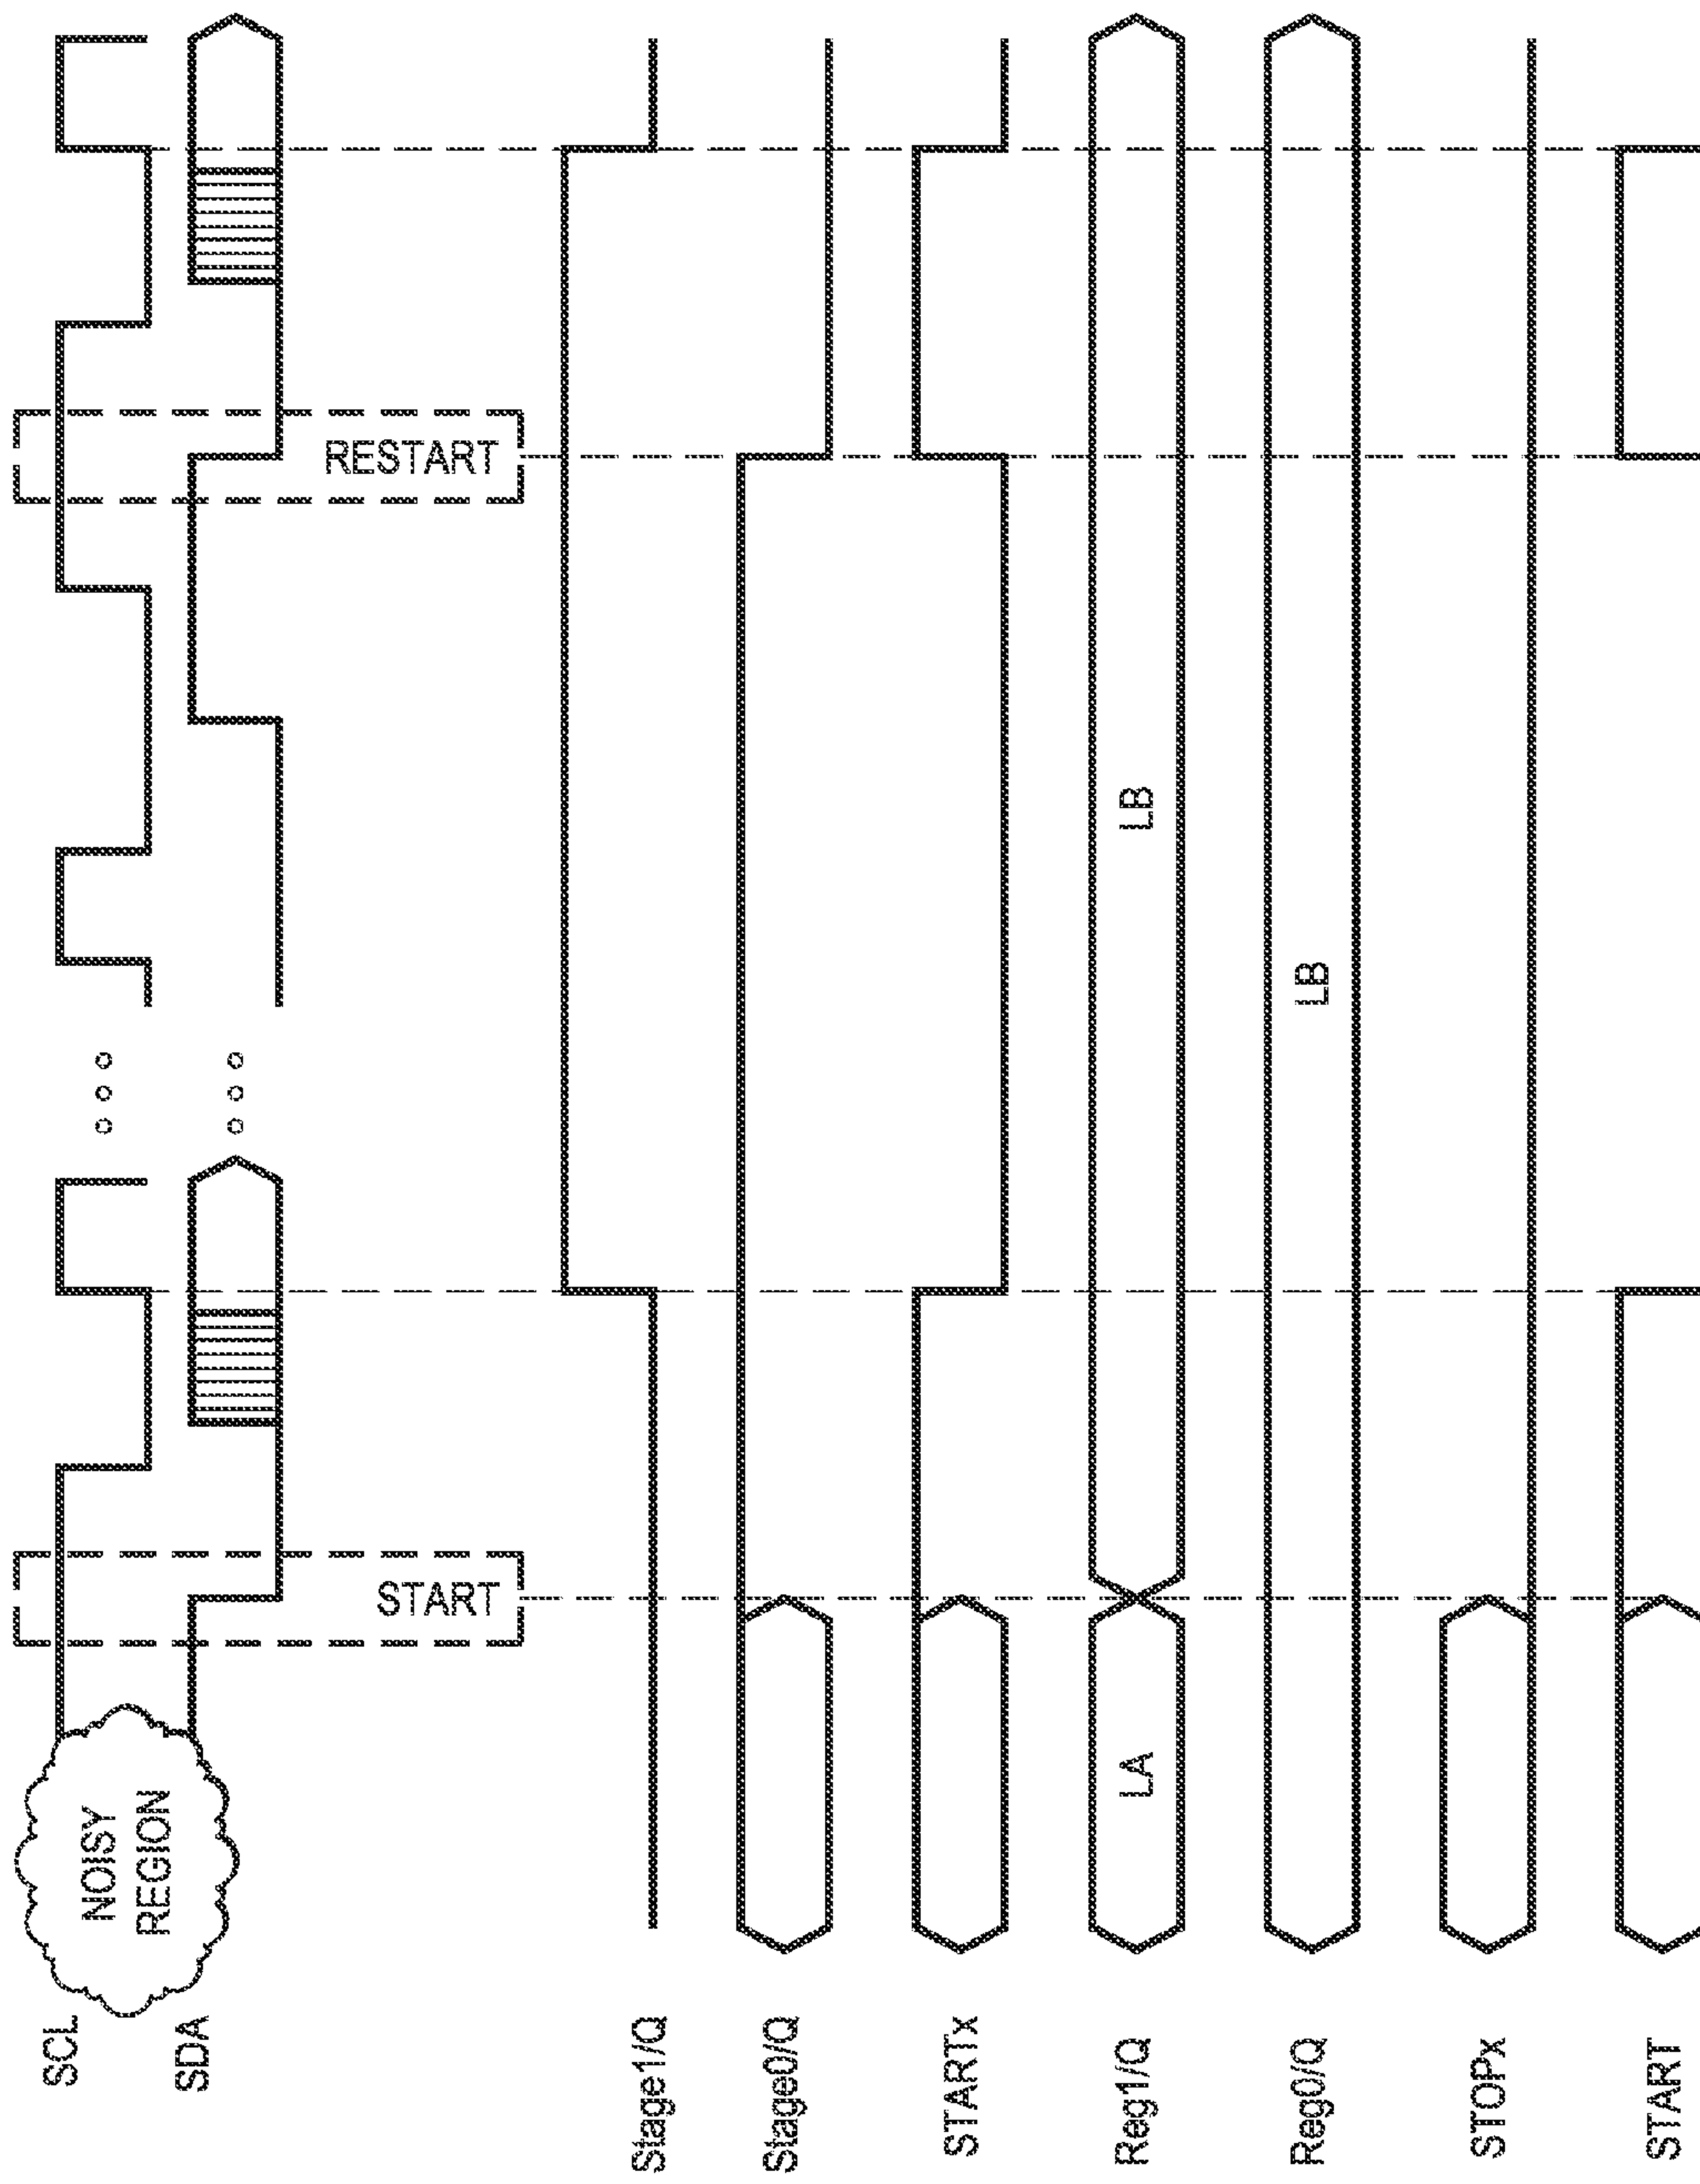 SCL
NOISY
REGION
SDA
START
RESTART
Stage1/Q
Stage0/Q
STARTx
Reg1/Q
LA
LB
Reg0/Q
LB
STOPx
START